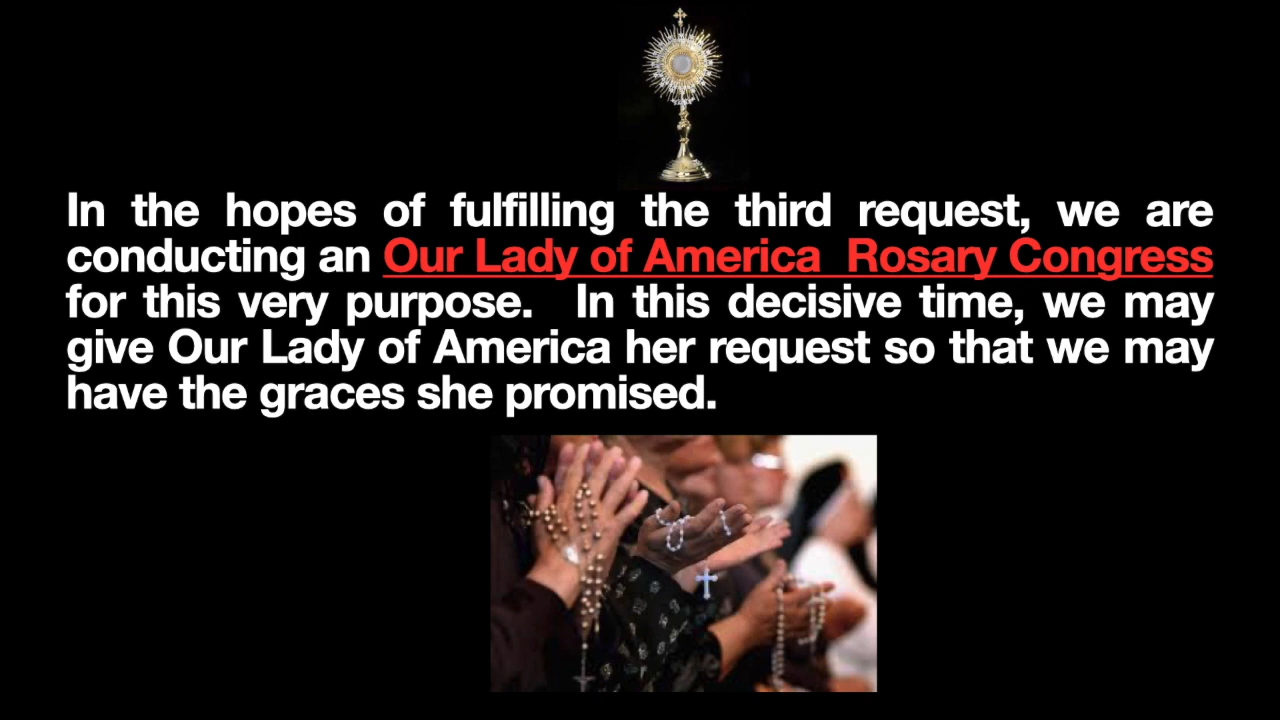 In the hopes of fulfilling the third request, we are
conducting an Our Lady of America  Rosary Congress
for this very purpose.  In this decisive time, we may
give Our Lady of America her request so that we may
have the graces she promised.